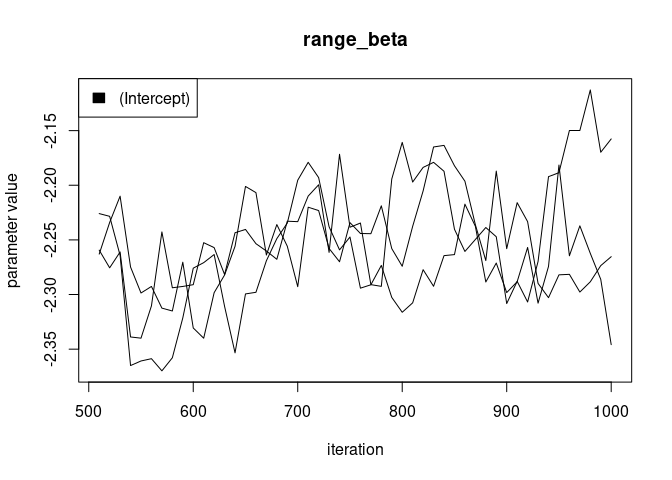 range_beta
(Intercept)
-2.15
-2.20
-2.25
-2.30
-2.35
parameter value
500 600 700 800 900 1000
iteration